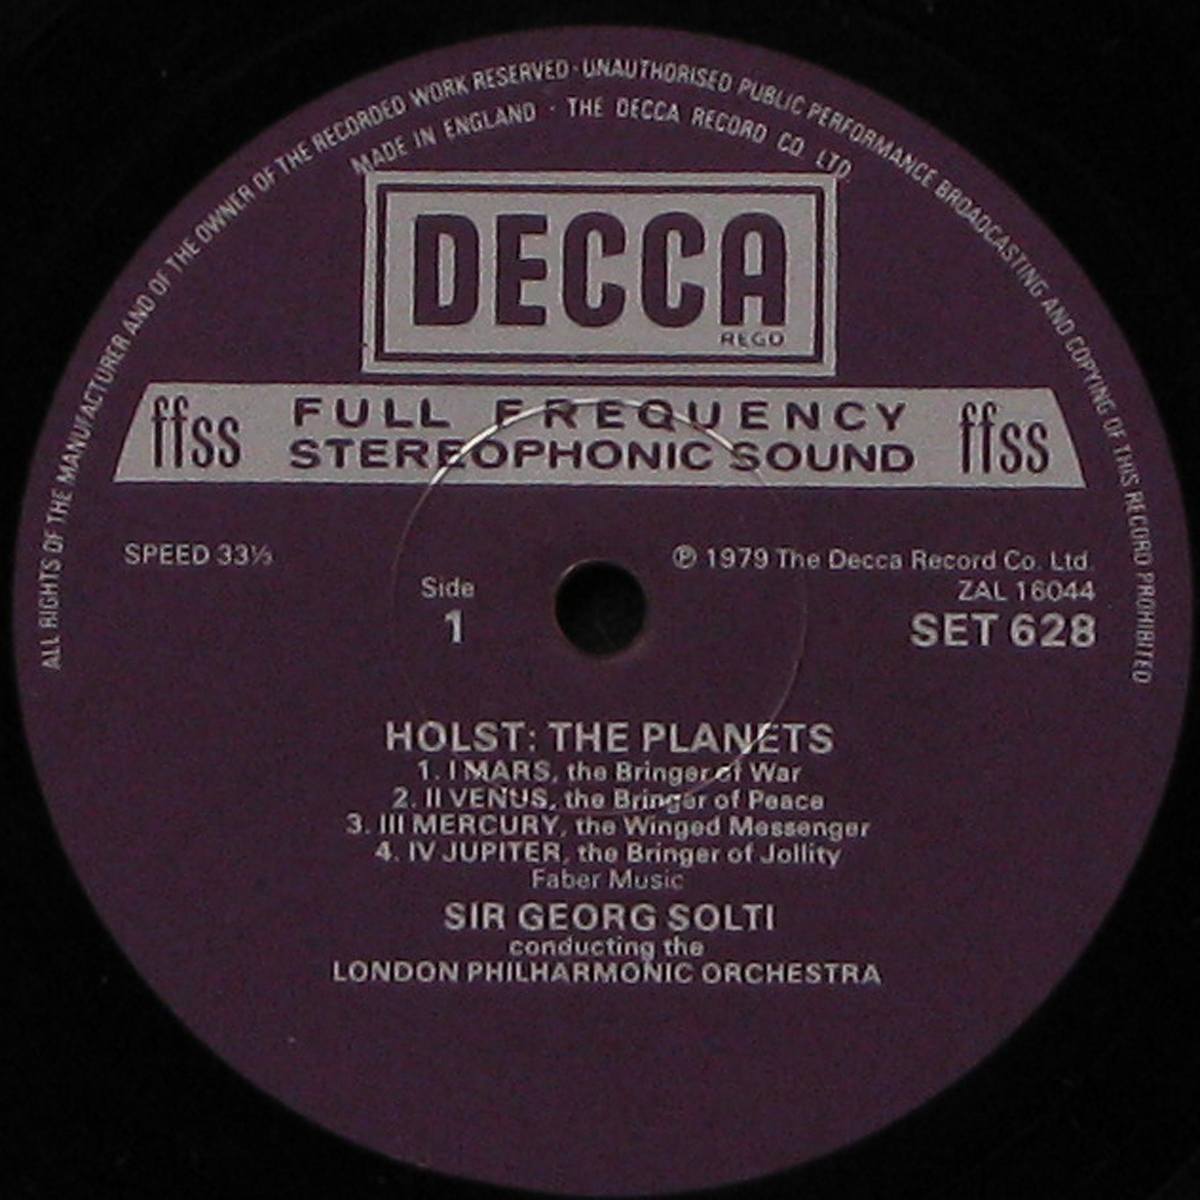 ALL RIGHTS OF THE MANUFACTURER AND OF THE OWNER OF THE RECORDED WORK RESERVED · UNAUTHORISED PUBLIC PERFORMANCE BROADCASTING AND COPYING OF THIS RECORD PROHIBITED
MADE IN ENGLAND · THE DECCA RECORD CO. LTD.
DECCA
REGD
ffss FULL FREQUENCY ffss
STEREOPHONIC SOUND
SPEED 33⅓
℗ 1979 The Decca Record Co. Ltd.
Side
ZAL 16044
1
SET 628
HOLST: THE PLANETS
1. I MARS, the Bringer of War
2. II VENUS, the Bringer of Peace
3. III MERCURY, the Winged Messenger
4. IV JUPITER, the Bringer of Jollity
Faber Music
SIR GEORG SOLTI
conducting the
LONDON PHILHARMONIC ORCHESTRA